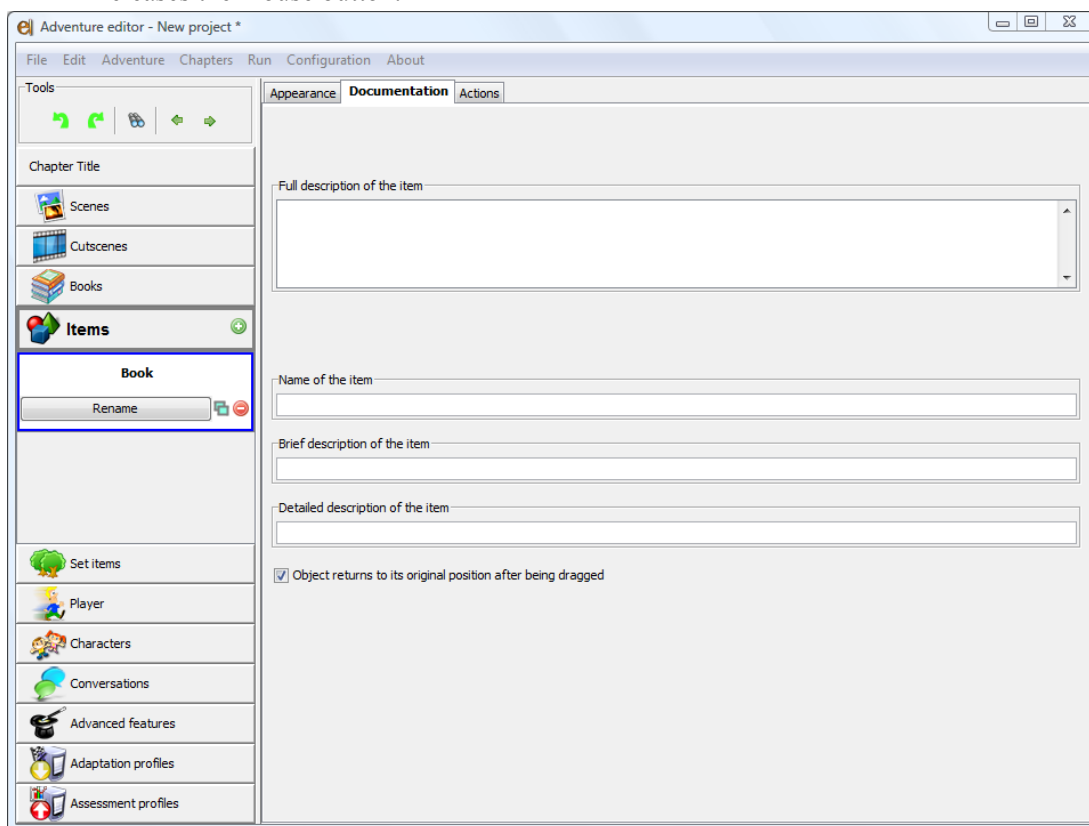 Adventure editor - New project *
File Edit Adventure Chapters Run Configuration About
Tools
Chapter Title
Scenes
Cutscenes
Books
Items
Book
Rename
Set items
Player
Characters
Conversations
Advanced features
Adaptation profiles
Assessment profiles
Appearance Documentation Actions
Full description of the item
Name of the item
Brief description of the item
Detailed description of the item
Object returns to its original position after being dragged